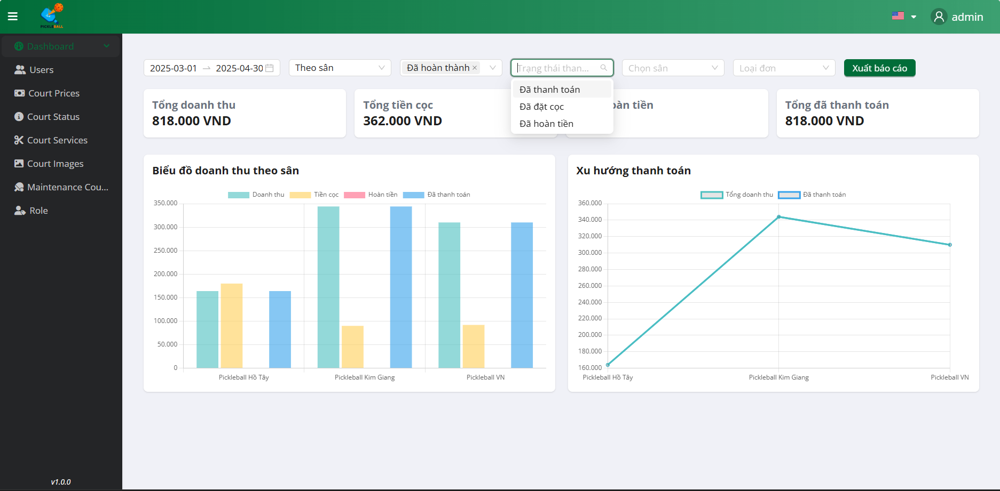 PICKLEBALL
admin
Dashboard
Users
Court Prices
Court Status
Court Services
Court Images
Maintenance Cou...
Role
v1.0.0
2025-03-01
2025-04-30
Theo sân
Đã hoàn thành
Trạng thái than...
Chọn sân
Loại đơn
Xuất báo cáo
Đã thanh toán
Đã đặt cọc
Đã hoàn tiền
Tổng doanh thu
818.000 VND
Tổng tiền cọc
362.000 VND
oàn tiền
Tổng đã thanh toán
818.000 VND
Biểu đồ doanh thu theo sân
Doanh thu
Tiền cọc
Hoàn tiền
Đã thanh toán
350.000
300.000
250.000
200.000
150.000
100.000
50.000
0
Pickleball Hồ Tây
Pickleball Kim Giang
Pickleball VN
Xu hướng thanh toán
Tổng doanh thu
Đã thanh toán
360.000
340.000
320.000
300.000
280.000
260.000
240.000
220.000
200.000
180.000
160.000
Pickleball Hồ Tây
Pickleball Kim Giang
Pickleball VN